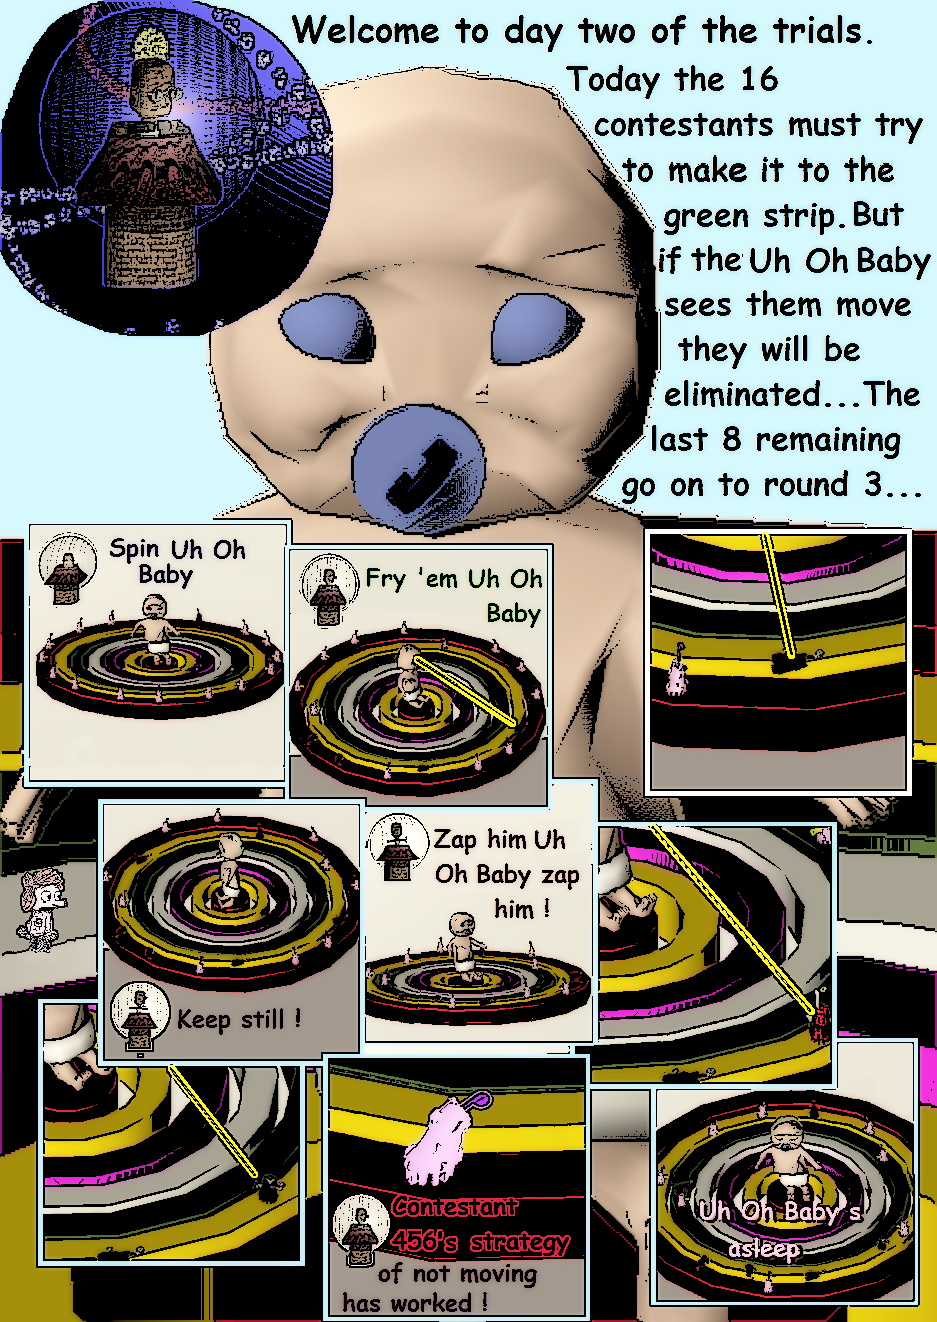 Welcome to day two of the trials.
Today the 16
contestants must try
to make it to the
green strip. But
if the Uh Oh Baby
sees them move
they will be
eliminated...The
last 8 remaining
go on to round 3...
Spin Uh Oh
Baby
Fry 'em Uh Oh
Baby
Keep still !
Zap him Uh
Oh Baby zap
him !
Contestant
456's strategy
of not moving
has worked !
Uh Oh Baby's
asleep